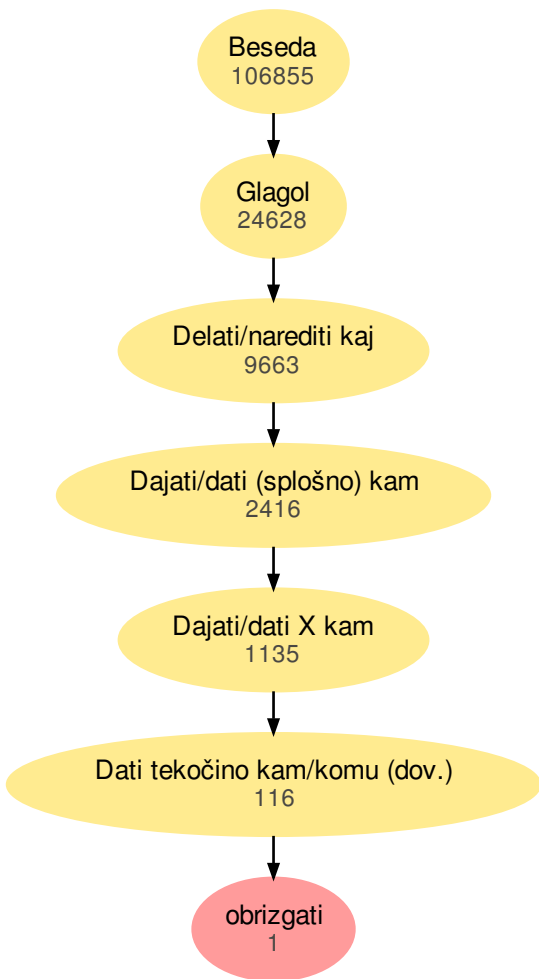 Beseda
106855
Glagol
24628
Delati/narediti kaj
9663
Dajati/dati (splošno) kam
2416
Dajati/dati X kam
1135
Dati tekočino kam/komu (dov.)
116
obrizgati
1